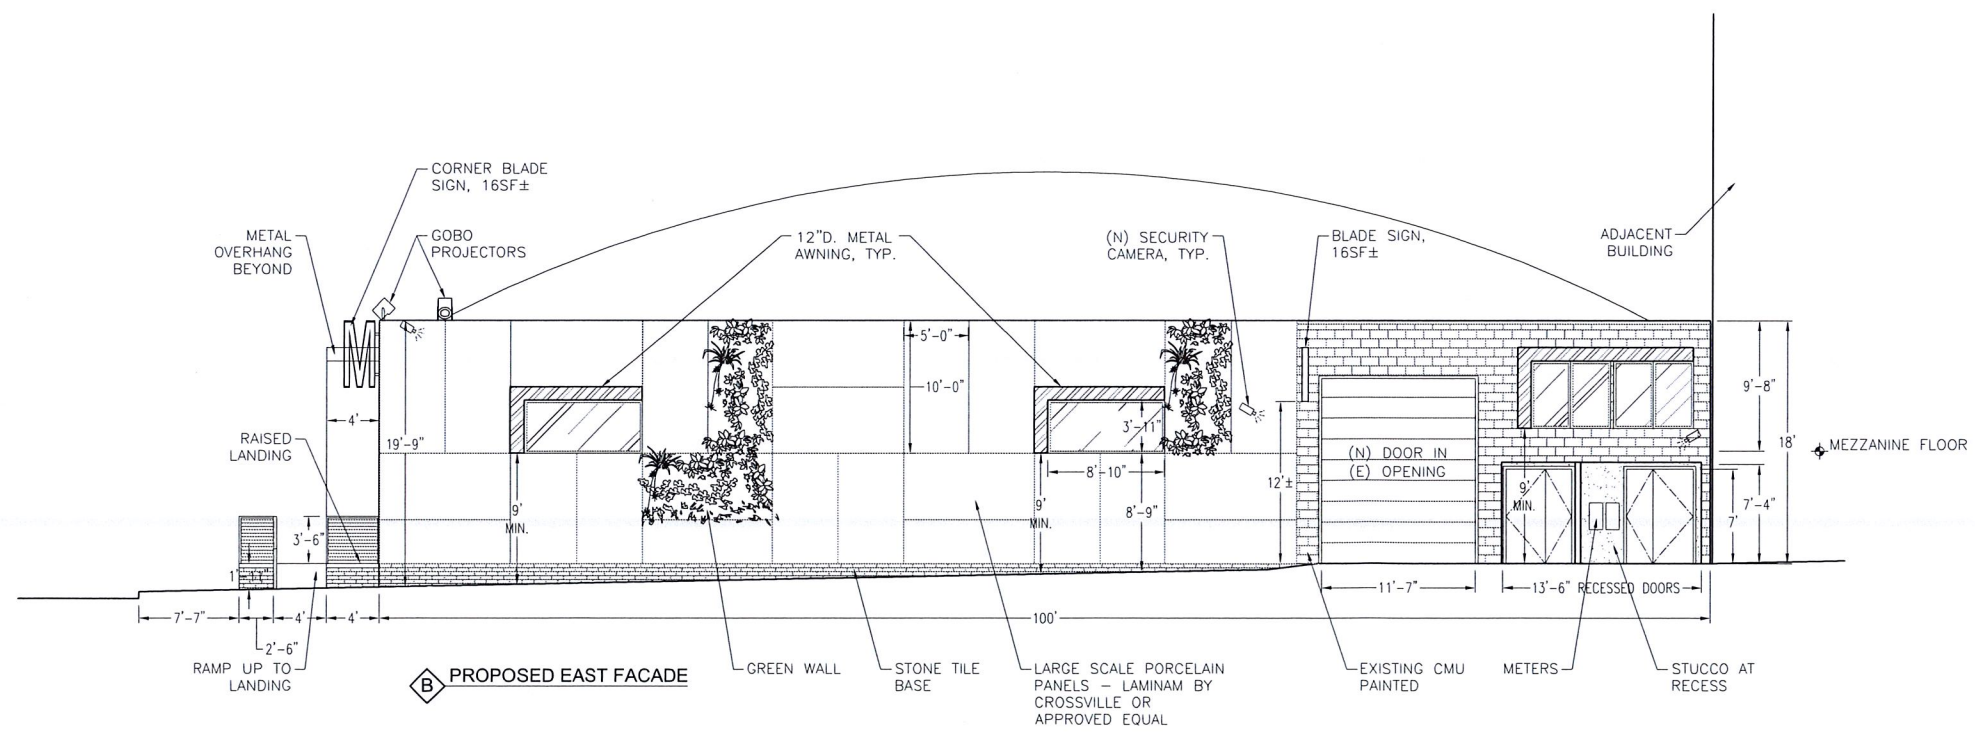 CORNER BLADE
SIGN, 16SF±
METAL
OVERHANG
BEYOND
GOBO
PROJECTORS
12"D. METAL
AWNING, TYP.
(N) SECURITY
CAMERA, TYP.
BLADE SIGN,
16SF±
ADJACENT
BUILDING
M
5'-0"
10'-0"
9'-8"
4'
19'-9"
3'-11"
18'
RAISED
LANDING
MEZZANINE FLOOR
(N) DOOR IN
(E) OPENING
8'-10"
12'±
9'
MIN.
9'
MIN.
8'-9"
9'
MIN.
7'
7'-4"
3'-6"
11'-7"
13'-6" RECESSED DOORS
7'-7"
4'
4'
100'
2'-6"
RAMP UP TO
LANDING
B
PROPOSED EAST FACADE
GREEN WALL
STONE TILE
BASE
LARGE SCALE PORCELAIN
PANELS – LAMINAM BY
CROSSVILLE OR
APPROVED EQUAL
EXISTING CMU
PAINTED
METERS
STUCCO AT
RECESS